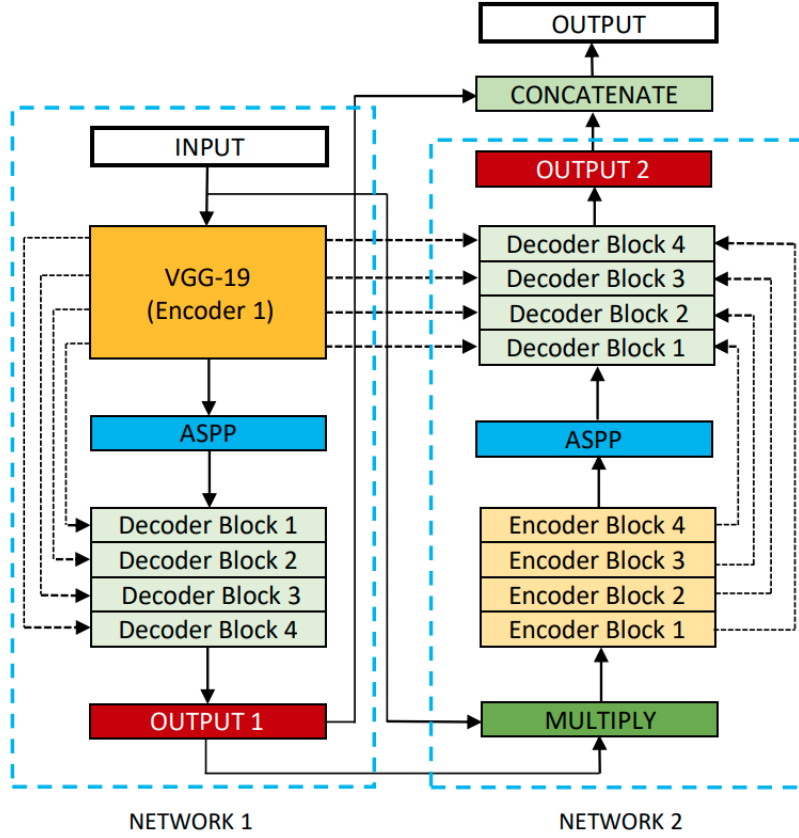 OUTPUT
CONCATENATE
INPUT
OUTPUT 2
VGG-19
(Encoder 1)
Decoder Block 4
Decoder Block 3
Decoder Block 2
Decoder Block 1
ASPP
ASPP
Decoder Block 1
Decoder Block 2
Decoder Block 3
Decoder Block 4
Encoder Block 4
Encoder Block 3
Encoder Block 2
Encoder Block 1
OUTPUT 1
MULTIPLY
NETWORK 1
NETWORK 2